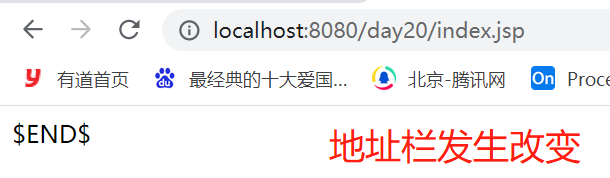 localhost:8080/day20/index.jsp
有道首页 最经典的十大爱国... 北京-腾讯网 On Proce
$END$ 地址栏发生改变